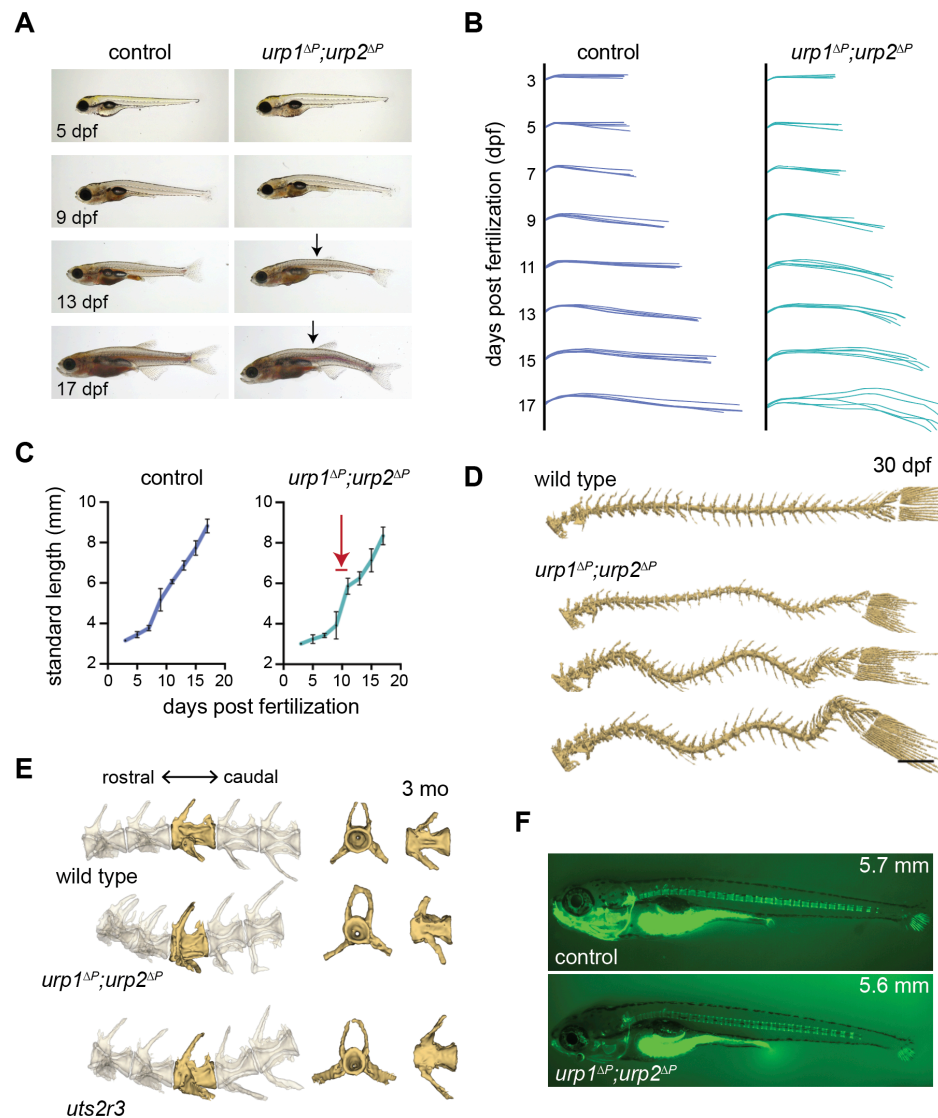 A
control urp1ΔP;urp2ΔP
5 dpf
9 dpf
13 dpf
17 dpf
B
control urp1ΔP;urp2ΔP
days post fertilization (dpf)
3
5
7
9
11
13
15
17
C
control urp1ΔP;urp2ΔP
standard length (mm)
10
8
6
4
2
0 5 10 15 20
10
8
6
4
2
0 5 10 15 20
days post fertilization
D
30 dpf
wild type
urp1ΔP;urp2ΔP
E
rostral caudal
3 mo
wild type
urp1ΔP;urp2ΔP
uts2r3
F
5.7 mm
control
5.6 mm
urp1ΔP;urp2ΔP